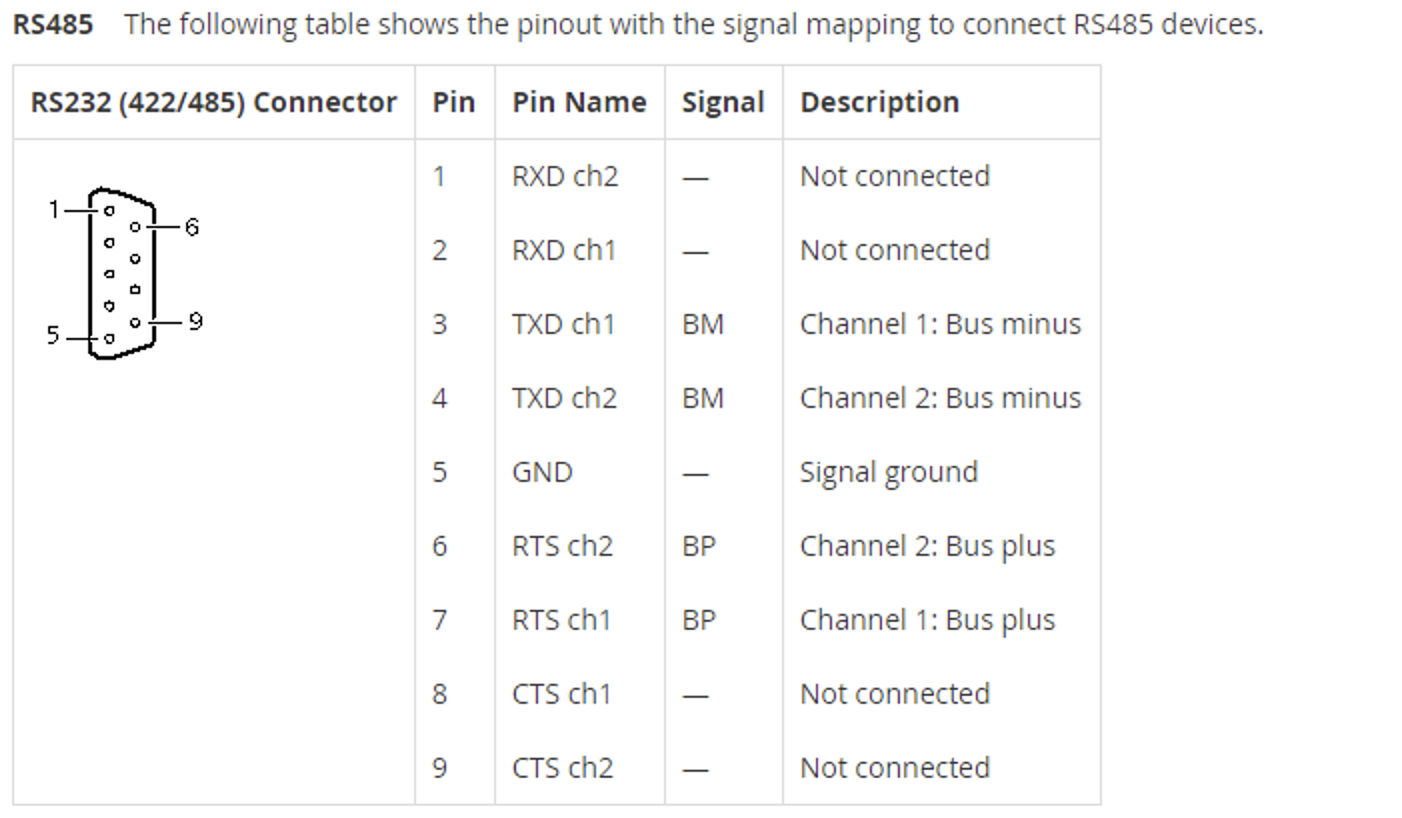 RS485 The following table shows the pinout with the signal mapping to connect RS485 devices.
RS232 (422/485) Connector Pin Pin Name Signal Description
1 6 9 5
1 RXD ch2 — Not connected
2 RXD ch1 — Not connected
3 TXD ch1 BM Channel 1: Bus minus
4 TXD ch2 BM Channel 2: Bus minus
5 GND — Signal ground
6 RTS ch2 BP Channel 2: Bus plus
7 RTS ch1 BP Channel 1: Bus plus
8 CTS ch1 — Not connected
9 CTS ch2 — Not connected